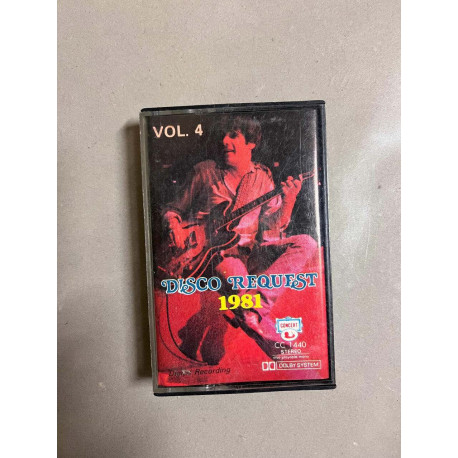 VOL. 4
DISCO REQUEST
1981
CONCERT
CC 1440
STEREO
DOLBY SYSTEM
Recording